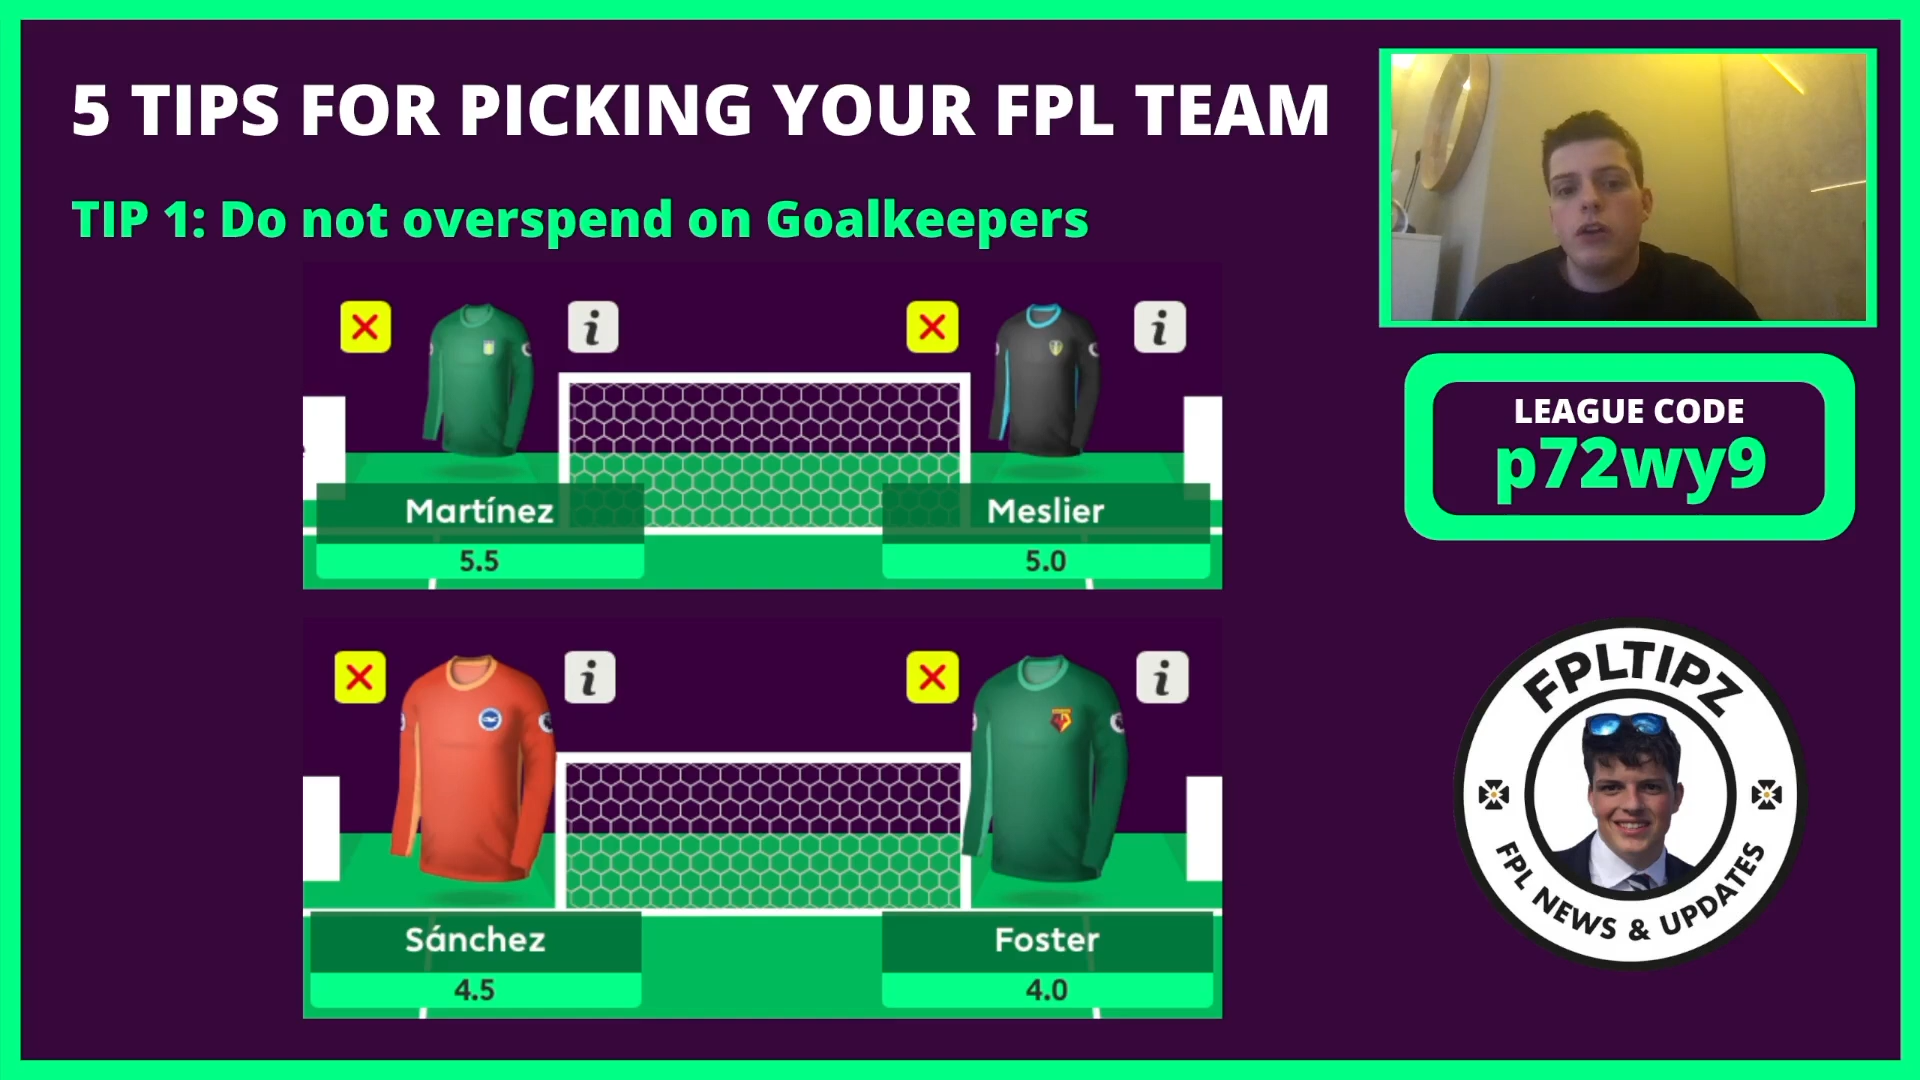 5 TIPS FOR PICKING YOUR FPL TEAM
TIP 1: Do not overspend on Goalkeepers
Martínez
5.5
Meslier
5.0
Sánchez
4.5
Foster
4.0
LEAGUE CODE
p72wy9
FPLTIPZ
FPL NEWS & UPDATES